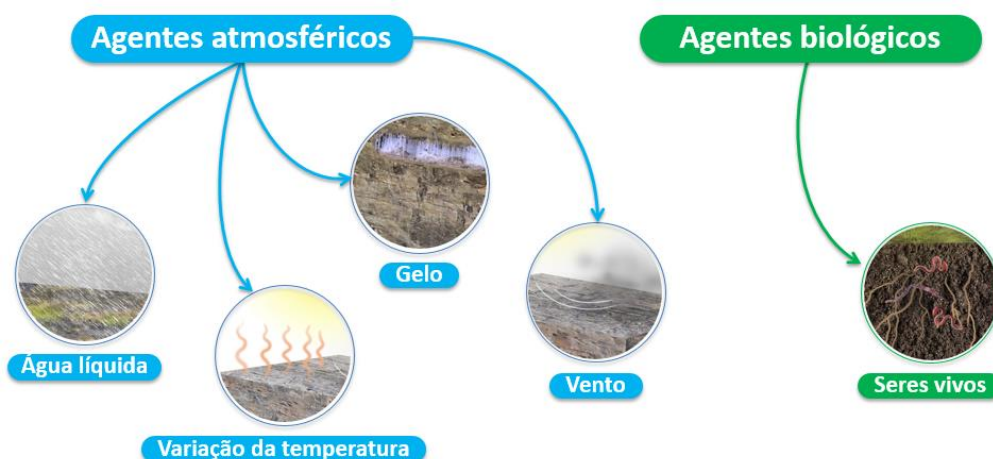 Agentes atmosféricos
Agentes biológicos
Gelo
Água líquida
Vento
Seres vivos
Variação da temperatura